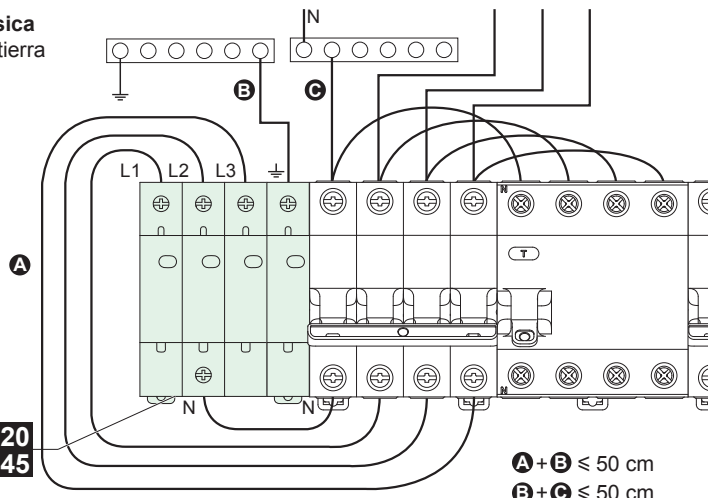 sica
tierra
N
B
C
L1 L2 L3
N
A
T
N
N N
20
45
A + B ≤ 50 cm
B + C ≤ 50 cm